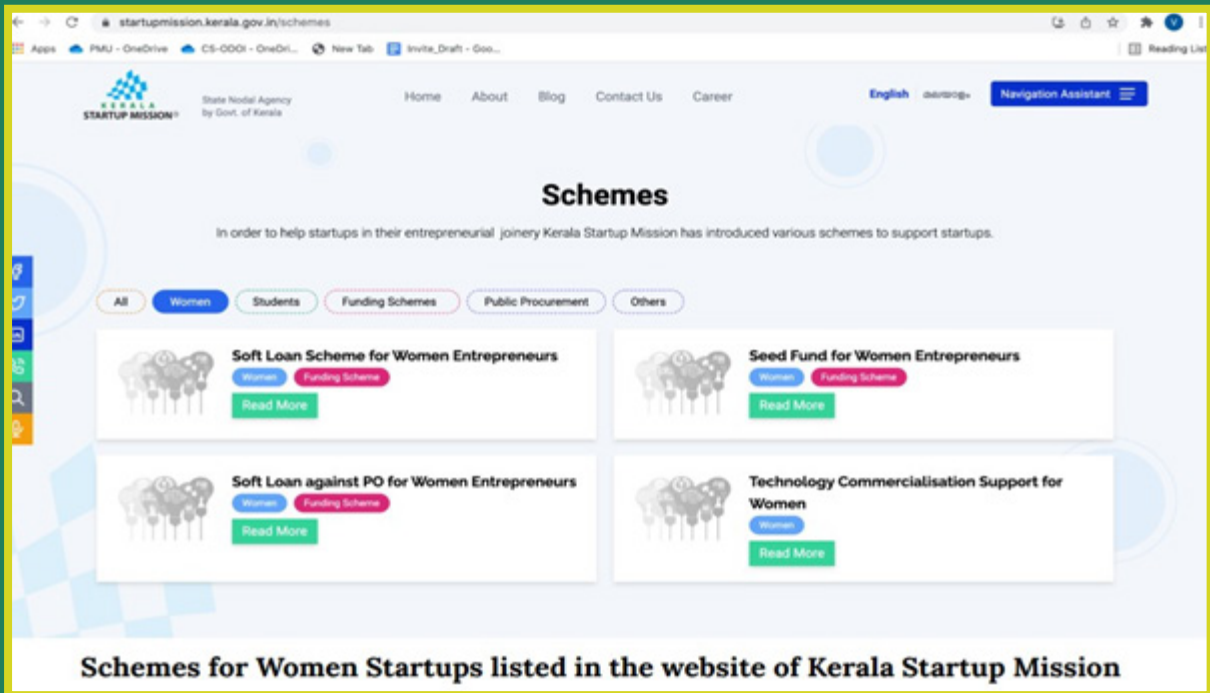 startupmission.kerala.gov.in/schemes
V
Apps PMU - OneDrive CS-ODOI - OneDri... New Tab Invite_Draft - Goo... Reading List
KERALA
STARTUP MISSION
State Nodal Agency
by Govt. of Kerala
Home About Blog Contact Us Career English മലയാളം Navigation Assistant
Schemes
In order to help startups in their entrepreneurial joinery Kerala Startup Mission has introduced various schemes to support startups.
All Women Students Funding Schemes Public Procurement Others
Soft Loan Scheme for Women Entrepreneurs
Women Funding Scheme
Read More
Seed Fund for Women Entrepreneurs
Women Funding Scheme
Read More
Soft Loan against PO for Women Entrepreneurs
Women Funding Scheme
Read More
Technology Commercialisation Support for
Women
Women
Read More
Schemes for Women Startups listed in the website of Kerala Startup Mission